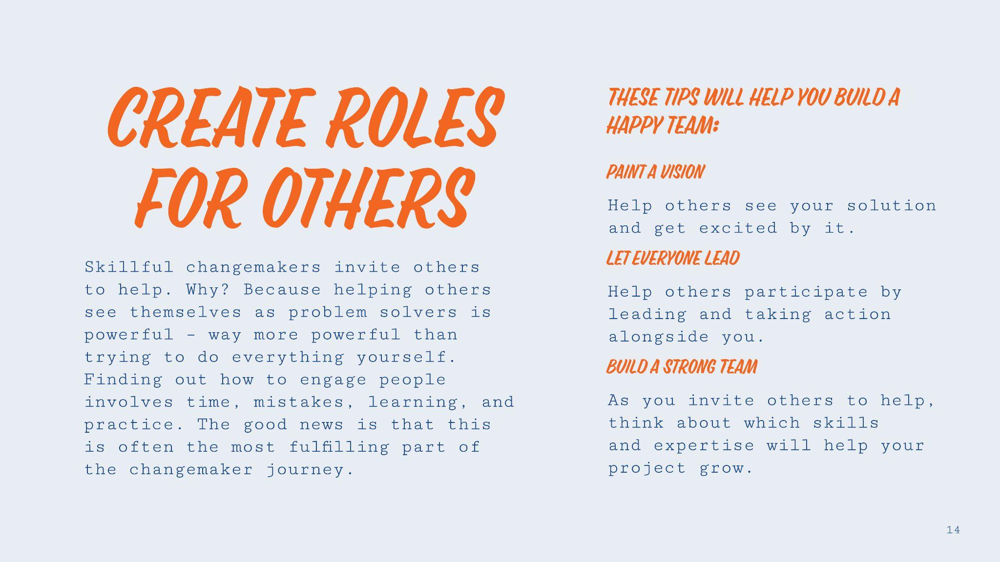 CREATE ROLES
FOR OTHERS
Skillful changemakers invite others
to help. Why? Because helping others
see themselves as problem solvers is
powerful – way more powerful than
trying to do everything yourself.
Finding out how to engage people
involves time, mistakes, learning, and
practice. The good news is that this
is often the most fulfilling part of
the changemaker journey.
THESE TIPS WILL HELP YOU BUILD A
HAPPY TEAM:
PAINT A VISION
Help others see your solution
and get excited by it.
LET EVERYONE LEAD
Help others participate by
leading and taking action
alongside you.
BUILD A STRONG TEAM
As you invite others to help,
think about which skills
and expertise will help your
project grow.
14